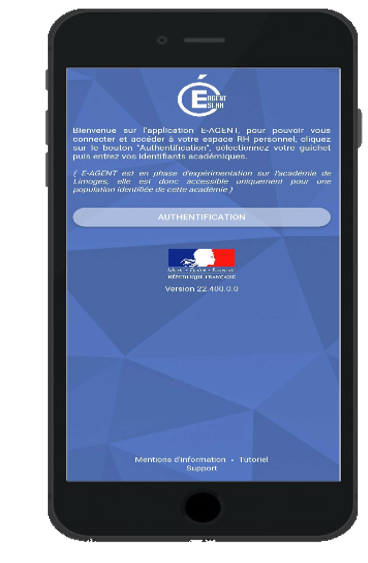 É
AGENT
ESRH
Bienvenue sur l'application E-AGENT, pour pouvoir vous
connecter et accéder à votre espace RH personnel, cliquez
sur le bouton "Authentification", sélectionnez votre guichet
puis entrez vos identifiants académiques.
( E-AGENT est en phase d'expérimentation sur l'académie de
Limoges, elle est donc accessible uniquement pour une
population identifiée de cette académie )
AUTHENTIFICATION
Liberté • Égalité • Fraternité
RÉPUBLIQUE FRANÇAISE
Version 22.400.0.0
Mentions d'information • Tutoriel
Support